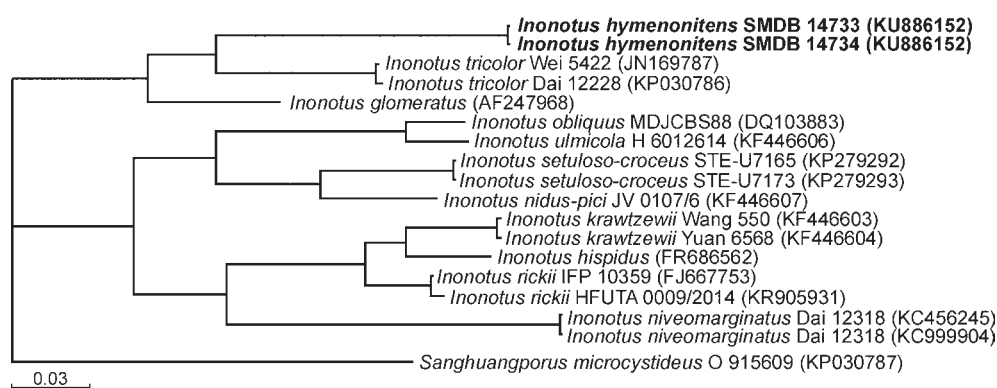 Inonotus hymenonitens SMDB 14733 (KU886152)
Inonotus hymenonitens SMDB 14734 (KU886152)
Inonotus tricolor Wei 5422 (JN169787)
Inonotus tricolor Dai 12228 (KP030786)
Inonotus glomeratus (AF247968)
Inonotus obliquus MDJCBS88 (DQ103883)
Inonotus ulmicola H 6012614 (KF446606)
Inonotus setuloso-croceus STE-U7165 (KP279292)
Inonotus setuloso-croceus STE-U7173 (KP279293)
Inonotus nidus-pici JV 0107/6 (KF446607)
Inonotus krawtzewii Wang 550 (KF446603)
Inonotus krawtzewii Yuan 6568 (KF446604)
Inonotus hispidus (FR686562)
Inonotus rickii IFP 10359 (FJ667753)
Inonotus rickii HFUTA 0009/2014 (KR905931)
Inonotus niveomarginatus Dai 12318 (KC456245)
Inonotus niveomarginatus Dai 12318 (KC999904)
Sanghuangporus microcystideus O 915609 (KP030787)
0.03